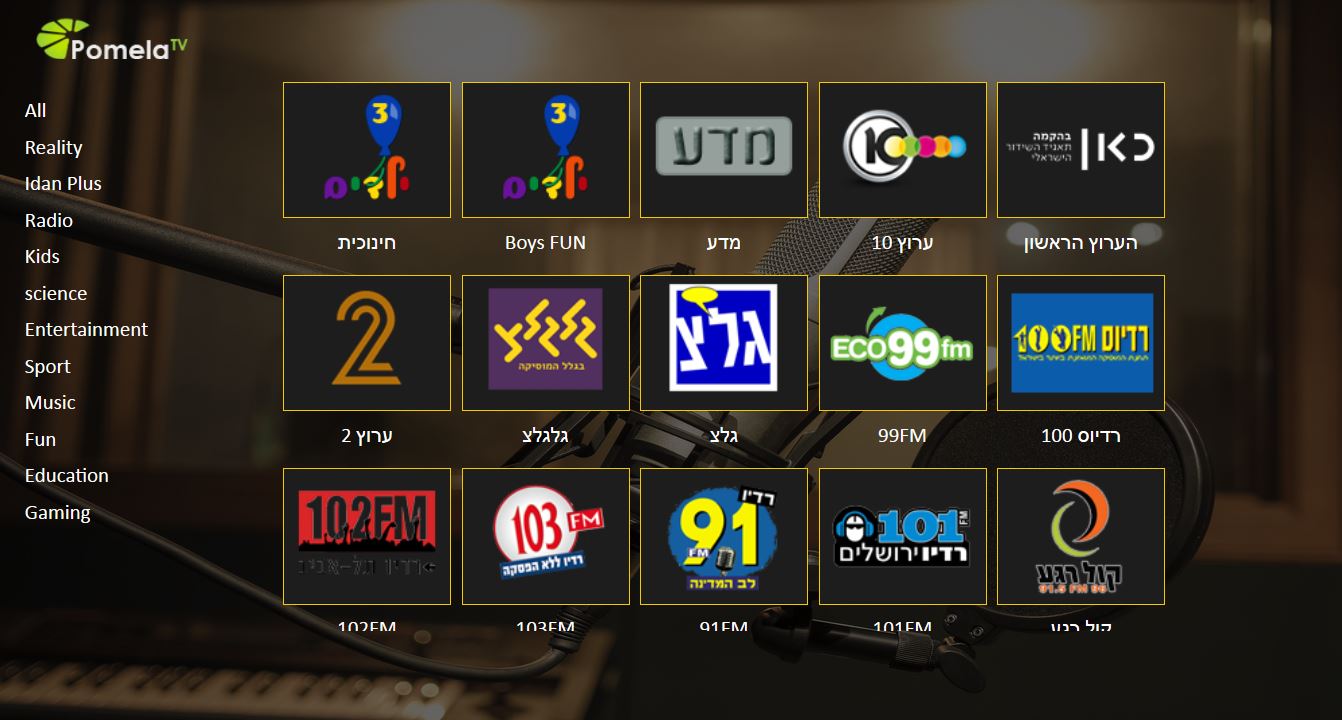 PomelaTV
All
Reality
Idan Plus
Radio
Kids
science
Entertainment
Sport
Music
Fun
Education
Gaming
3
ילדים
3
ילדים
מדע
10
כאן
בהקמה
תאגיד השידור
הישראלי
חינוכית
Boys FUN
מדע
ערוץ 10
הערוץ הראשון
2
גלגלצ
בגלל המוסיקה
גלצ
ECO99fm
רדיוס 100FM
ערוץ 2
גלגלצ
גלצ
99FM
רדיוס 100
102FM
רדיו תל-אביב
103 FM
רדיו ללא הפסקה
רדיו
91
FM
לב המדינה
101 FM
רדיו ירושלים
קול רגע
91.5 FM 96
102FM
103FM
91FM
101FM
קול רגע